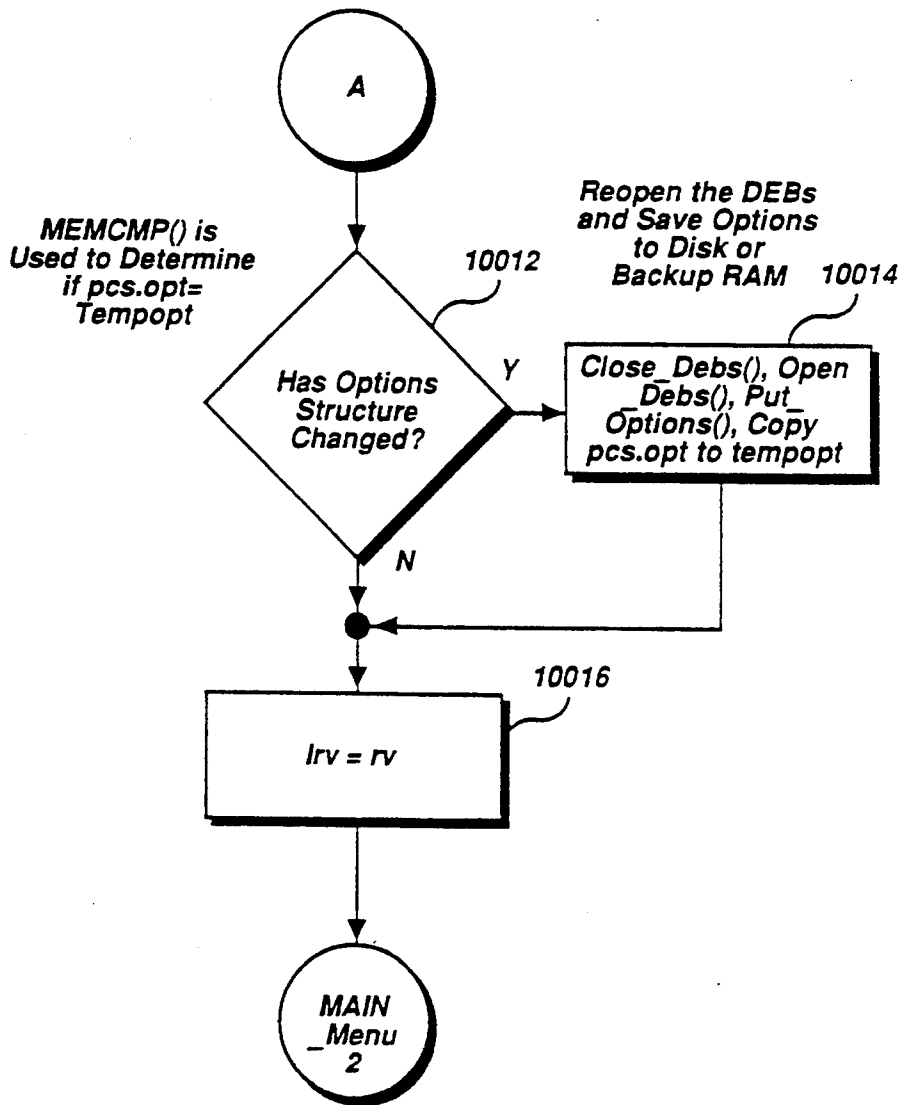 A
MEMCMP() is
Used to Determine
if pcs.opt=
Tempopt
Reopen the DEBs
and Save Options
to Disk or
Backup RAM
10012
10014
Has Options
Structure
Changed?
Y
Close_Debs(), Open
_Debs(), Put_
Options(), Copy
pcs.opt to tempopt
N
10016
lrv = rv
MAIN
_Menu
2